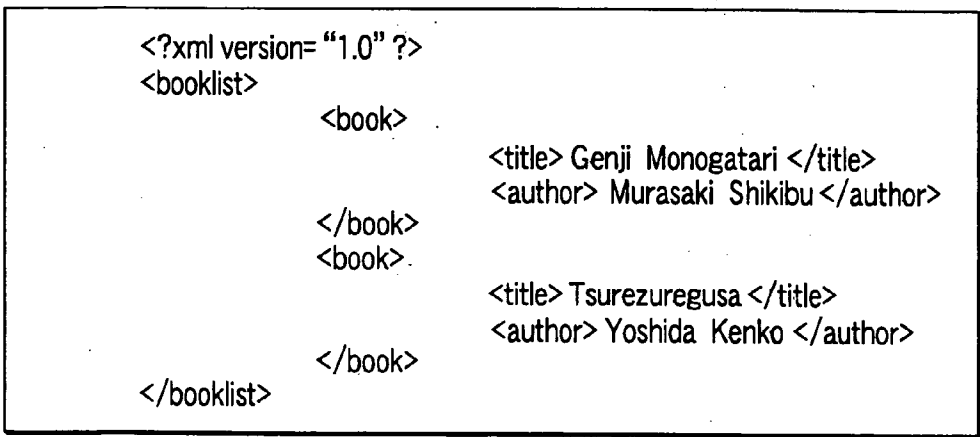 <?xml version= “1.0” ?>
<booklist>
<book>
<title> Genji Monogatari </title>
<author> Murasaki Shikibu </author>
</book>
<book>
<title> Tsurezuregusa </title>
<author> Yoshida Kenko </author>
</book>
</booklist>